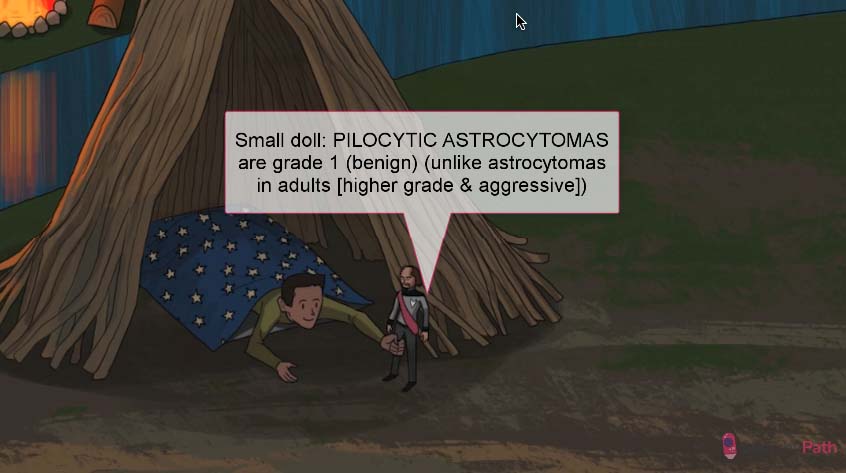 Small doll: PILOCYTIC ASTROCYTOMAS
are grade 1 (benign) (unlike astrocytomas
in adults [higher grade & aggressive])
Path